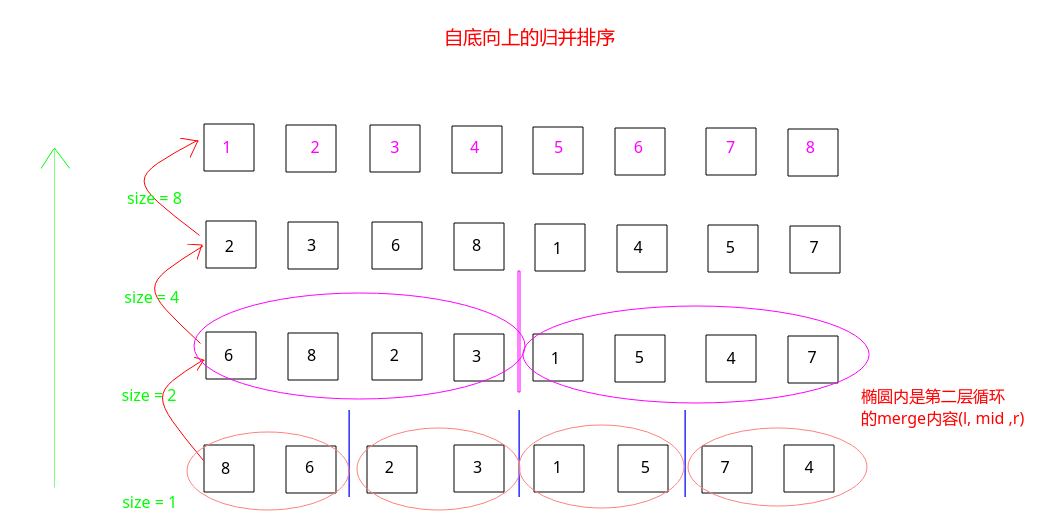 自底向上的归并排序
1 2 3 4 5 6 7 8
size = 8
2 3 6 8 1 4 5 7
size = 4
6 8 2 3 1 5 4 7
size = 2
椭圆内是第二层循环
的merge内容(l, mid ,r)
8 6 2 3 1 5 7 4
size = 1